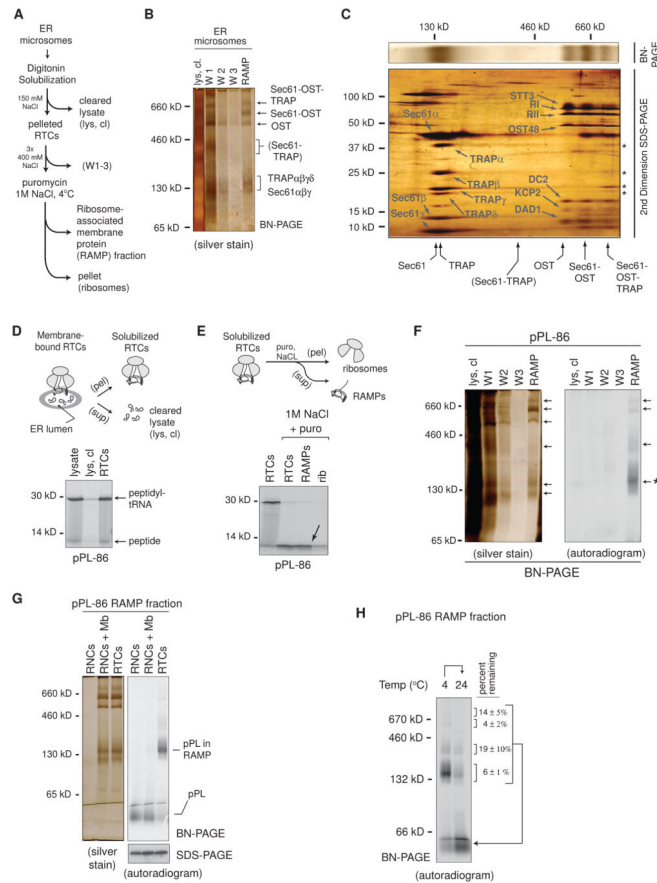 A
ER
microsomes
Digitonin
Solubilization
150 mM
NaCl
cleared
lysate
(lys, cl)
pelleted
RTCs
3x
400 mM
NaCl
(W1-3)
puromycin
1M NaCl, 4°C
Ribosome-
associated
membrane
protein
(RAMP) fraction
pellet
(ribosomes)
B
ER
microsomes
lys, cl.
W 1
W 2
W 3
RAMP
660 kD
460 kD
130 kD
65 kD
Sec61-OST-
TRAP
Sec61-OST
OST
(Sec61-
TRAP)
TRAPαβγδ
Sec61αβγ
BN-PAGE
(silver stain)
C
130 kD
460 kD
660 kD
BN-
PAGE
100 kD
50 kD
37 kD
25 kD
20 kD
15 kD
10 kD
STT3
RI
RII
Sec61α
OST48
TRAPα
TRAPβ
DC2
KCP2
TRAPγ
Sec61β
TRAPδ
DAD1
Sec61γ
*
*
*
2nd Dimension SDS-PAGE
Sec61
TRAP
(Sec61-TRAP)
OST
Sec61-
OST
Sec61-
OST-
TRAP
D
Membrane-
bound RTCs
Solubilized
RTCs
(pel)
(sup)
cleared
lysate
(lys, cl)
ER lumen
lysate
lys, cl
RTCs
30 kD
14 kD
peptidyl-
tRNA
peptide
pPL-86
E
Solubilized
RTCs
puro,
NaCL
(pel)
ribosomes
(sup)
RAMPs
1M NaCl
+ puro
RTCs
RTCs
RAMPs
rib
30 kD
14 kD
pPL-86
F
pPL-86
lys, cl
W1
W2
W3
RAMP
lys, cl
W1
W2
W3
RAMP
660 kD
460 kD
130 kD
65 kD
*
(silver stain)
(autoradiogram)
BN-PAGE
G
pPL-86 RAMP fraction
RNCs
RNCs + Mb
RTCs
RNCs
RNCs + Mb
RTCs
660 kD
460 kD
130 kD
65 kD
pPL in
RAMP
pPL
BN-PAGE
SDS-PAGE
(silver
stain)
(autoradiogram)
H
pPL-86 RAMP fraction
Temp (°C)
4
24
percent
remaining
670 kD
460 kD
132 kD
66 kD
14 ± 5%
4 ± 2%
19 ± 10%
6 ± 1 %
BN-PAGE
(autoradiogram)